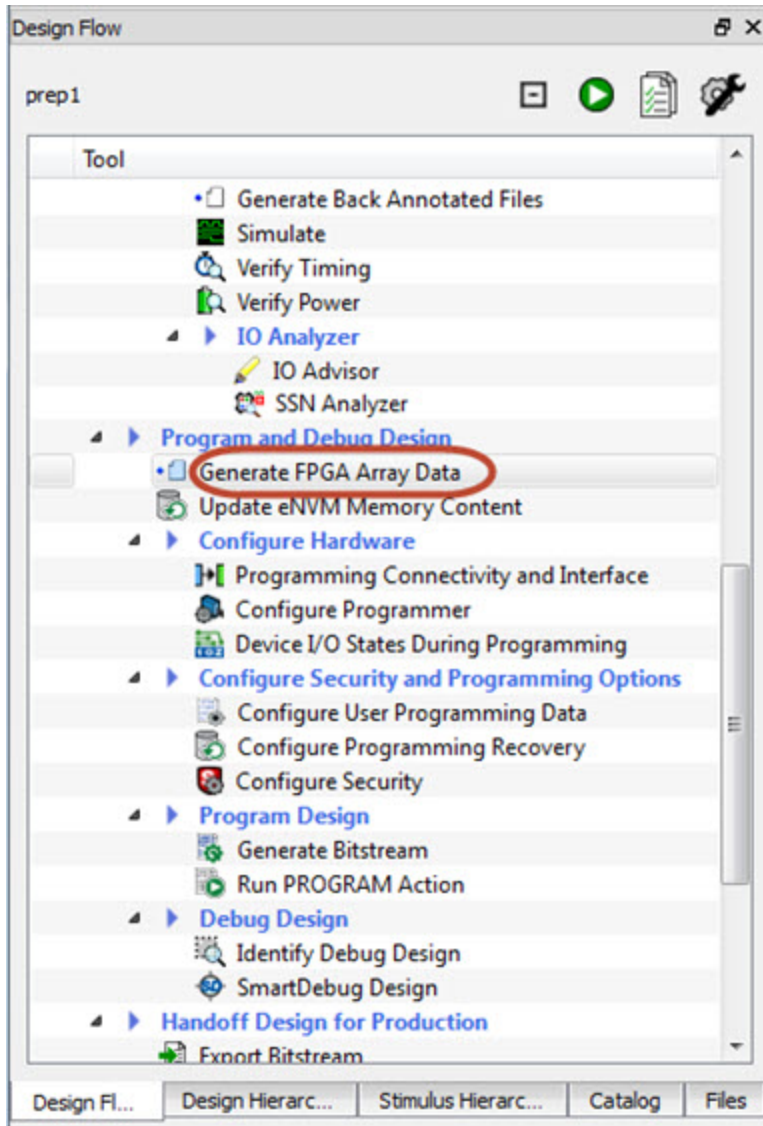 Design Flow
prep1
Tool
Generate Back Annotated Files
Simulate
Verify Timing
Verify Power
IO Analyzer
IO Advisor
SSN Analyzer
Program and Debug Design
Generate FPGA Array Data
Update eNVM Memory Content
Configure Hardware
Programming Connectivity and Interface
Configure Programmer
Device I/O States During Programming
Configure Security and Programming Options
Configure User Programming Data
Configure Programming Recovery
Configure Security
Program Design
Generate Bitstream
Run PROGRAM Action
Debug Design
Identify Debug Design
SmartDebug Design
Handoff Design for Production
Export Bitstream
Design Fl... Design Hierarc... Stimulus Hierarc... Catalog Files